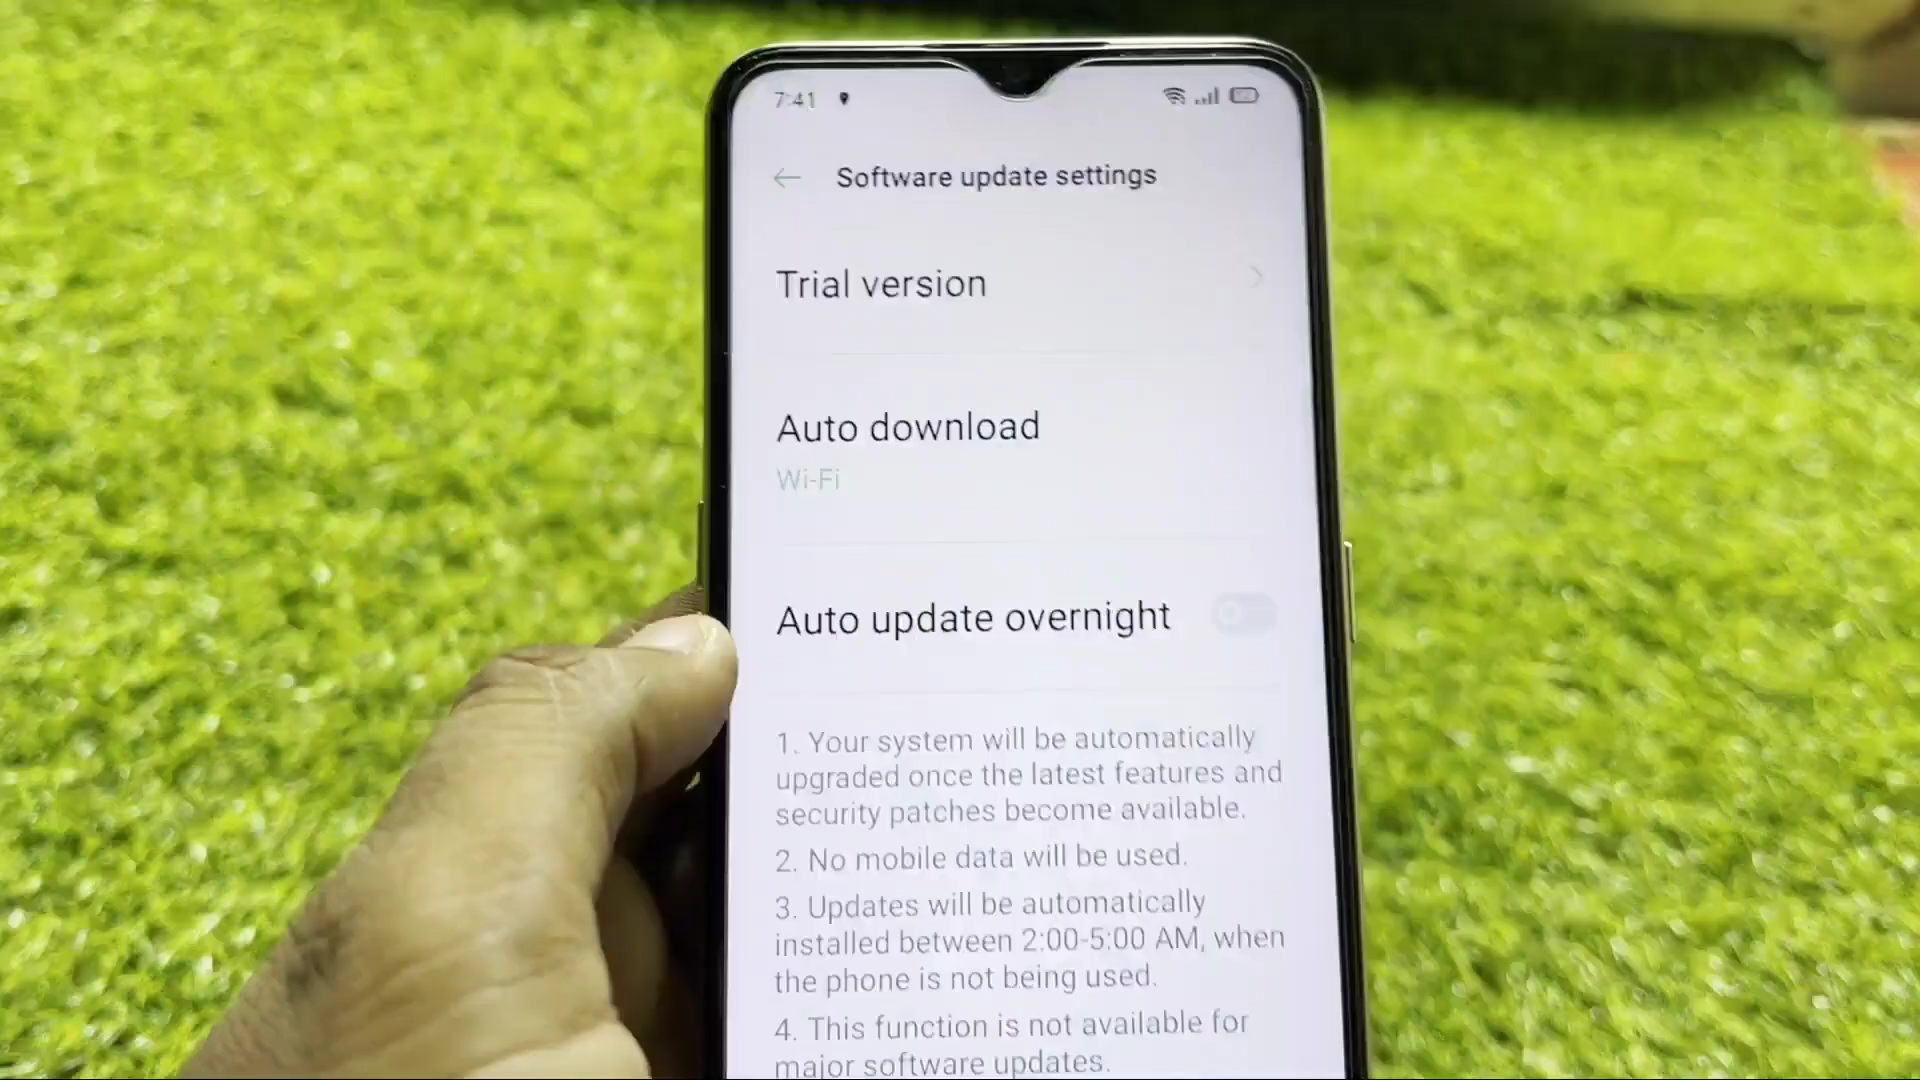 7:41
Software update settings
Trial version
Auto download
Wi-Fi
Auto update overnight
1. Your system will be automatically
upgraded once the latest features and
security patches become available.
2. No mobile data will be used.
3. Updates will be automatically
installed between 2:00-5:00 AM, when
the phone is not being used.
4. This function is not available for
major software updates.